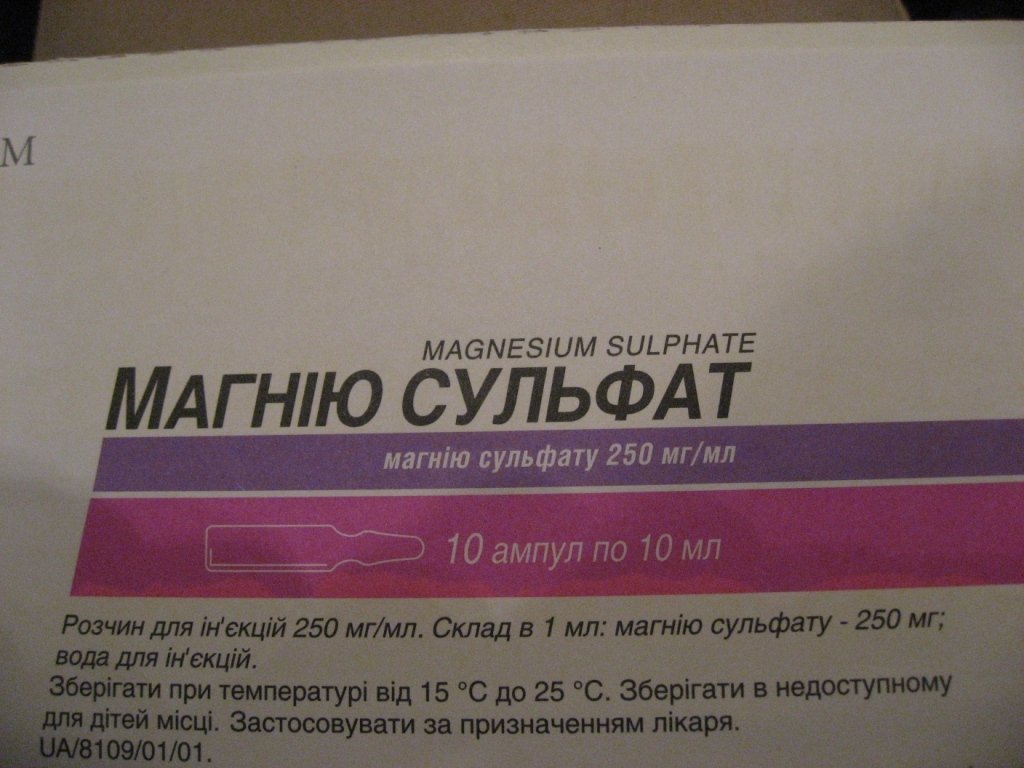 М
MAGNESIUM SULPHATE
МАГНІЮ СУЛЬФАТ
магнію сульфату 250 мг/мл
10 ампул по 10 мл
Розчин для ін'єкцій 250 мг/мл. Склад в 1 мл: магнію сульфату - 250 мг;
вода для ін'єкцій.
Зберігати при температурі від 15 °С до 25 °С. Зберігати в недоступному
для дітей місці. Застосовувати за призначенням лікаря.
UA/8109/01/01.